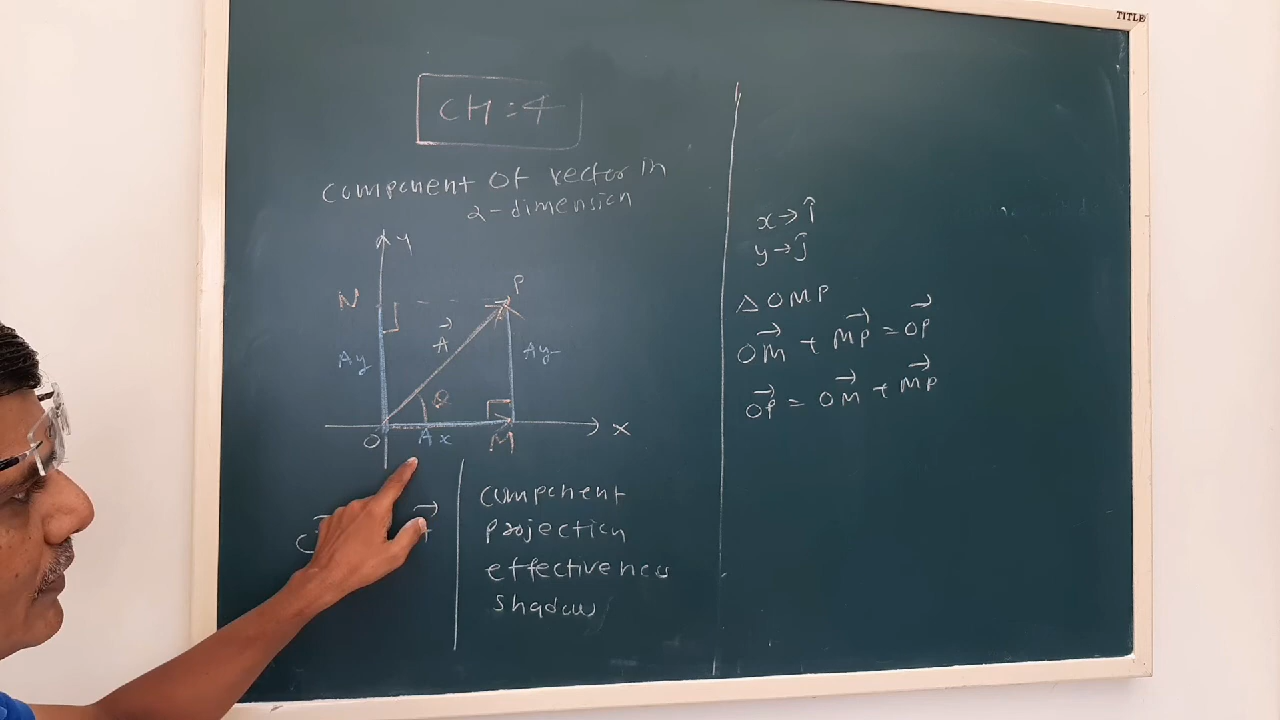 TITLE
CH = 4
component of vector in
2-dimension
y
N
P
A⃗
Ay
Ay
θ
O
Ax
M
x
component
projection
effectiveness
shadow
x → î
y → ĵ
△ OMP
OM⃗ + MP⃗ = OP⃗
OP⃗ = OM⃗ + MP⃗